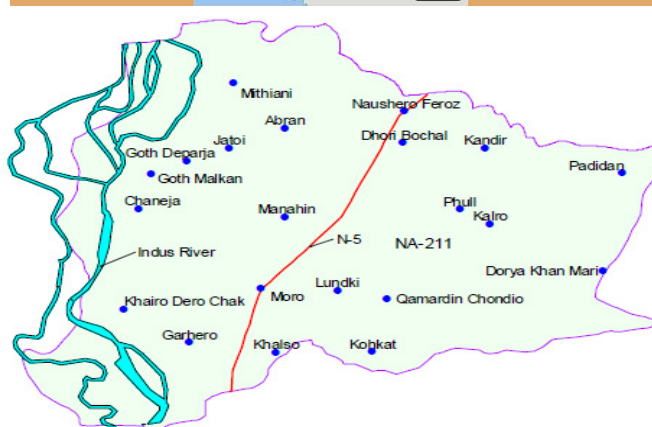 Mithiani
Naushero Feroz
Abran
Dhori Bochal
Kandir
Jatoi
Goth Deparja
Padidan
Goth Malkan
Chaneja
Manahin
Phull
Kalro
N-5
NA-211
Indus River
Dorya Khan Mari
Lundki
Moro
Qamardin Chondio
Khairo Dero Chak
Garhero
Khalso
Kohkat